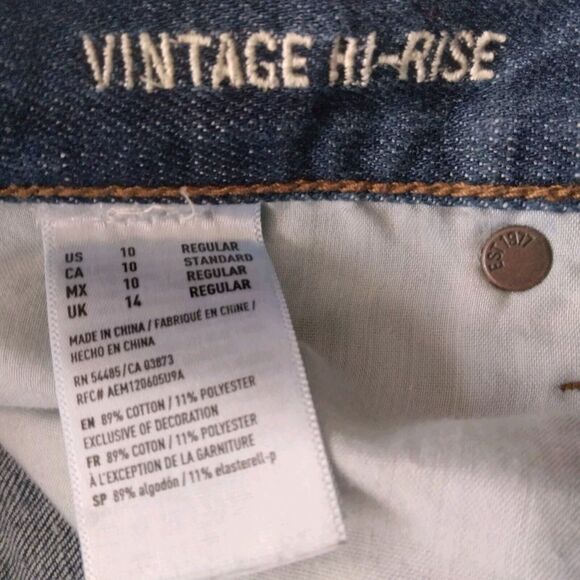 VINTAGE HI-RISE
EST 1977
US 10 REGULAR
CA 10 STANDARD
MX 10 REGULAR
UK 14 REGULAR
MADE IN CHINA / FABRIQUÉ EN CHINE /
HECHO EN CHINA
RN 54485/CA 03873
RFC# AEM120605U9A
EN 89% COTTON / 11% POLYESTER
EXCLUSIVE OF DECORATION
FR 89% COTON / 11% POLYESTER
À L'EXCEPTION DE LA GARNITURE
SP 89% algodón / 11% elasterell-p